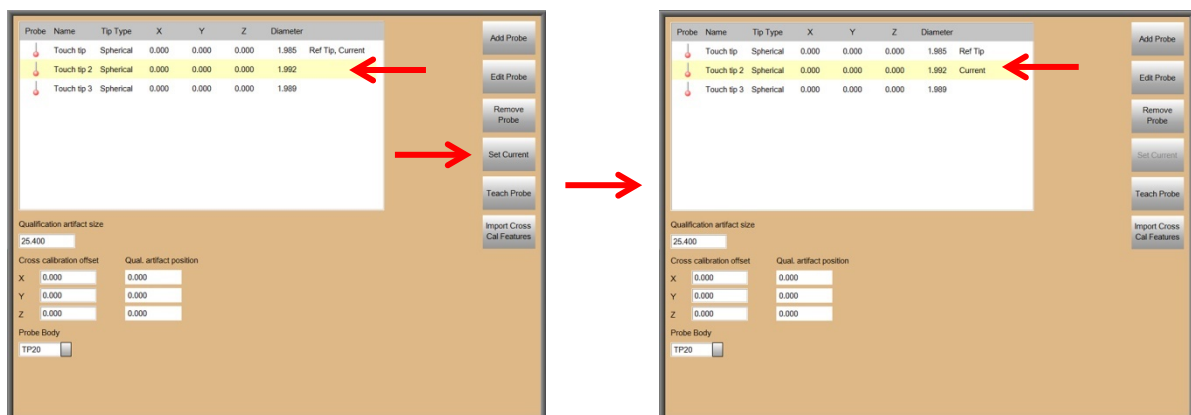 Probe Name Tip Type X Y Z Diameter
Touch tip Spherical 0.000 0.000 0.000 1.985 Ref Tip, Current
Touch tip 2 Spherical 0.000 0.000 0.000 1.992
Touch tip 3 Spherical 0.000 0.000 0.000 1.989
Add Probe
Edit Probe
Remove
Probe
Set Current
Teach Probe
Import Cross
Cal Features
Qualification artifact size
25.400
Cross calibration offset Qual. artifact position
X 0.000 0.000
Y 0.000 0.000
Z 0.000 0.000
Probe Body
TP20
Probe Name Tip Type X Y Z Diameter
Touch tip Spherical 0.000 0.000 0.000 1.985 Ref Tip
Touch tip 2 Spherical 0.000 0.000 0.000 1.992 Current
Touch tip 3 Spherical 0.000 0.000 0.000 1.989
Add Probe
Edit Probe
Remove
Probe
Set Current
Teach Probe
Import Cross
Cal Features
Qualification artifact size
25.400
Cross calibration offset Qual. artifact position
X 0.000 0.000
Y 0.000 0.000
Z 0.000 0.000
Probe Body
TP20